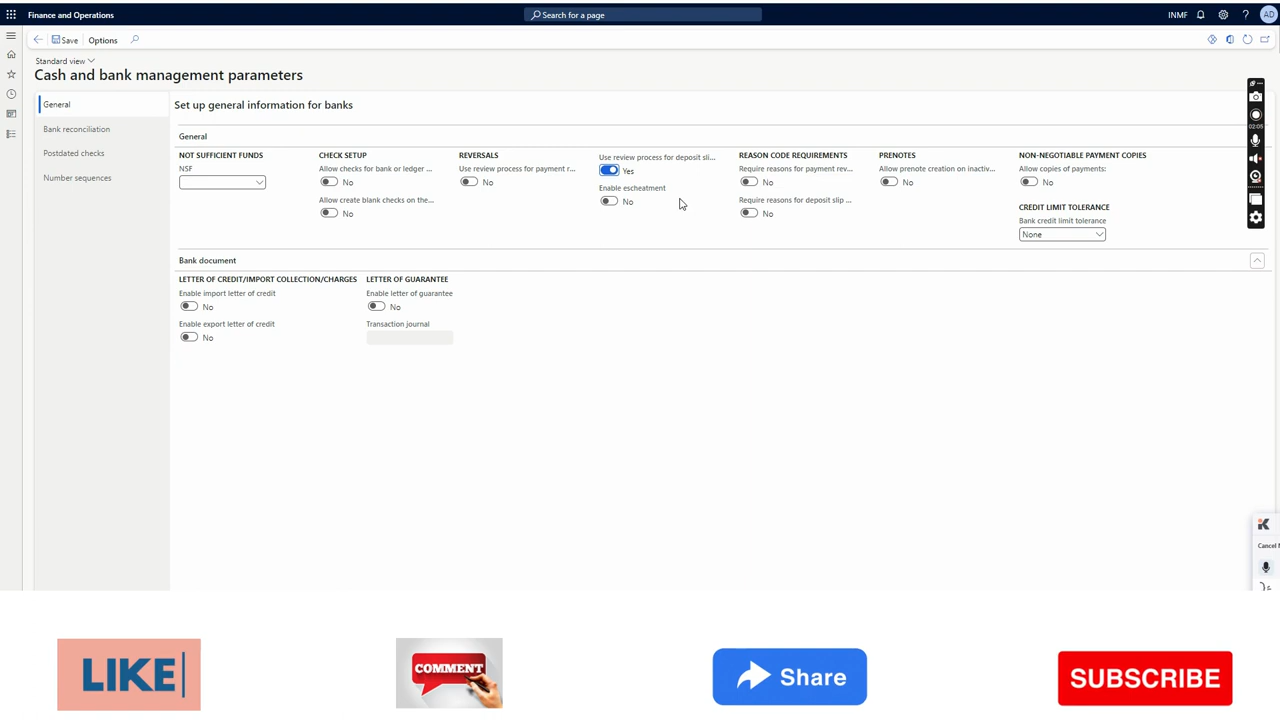 Finance and Operations
Search for a page
INMF
?
AD
Save
Options
Standard view
Cash and bank management parameters
General
Bank reconciliation
Postdated checks
Number sequences
Set up general information for banks
General
NOT SUFFICIENT FUNDS
NSF
CHECK SETUP
Allow checks for bank or ledger ...
No
Allow create blank checks on the...
No
REVERSALS
Use review process for payment r...
No
Use review process for deposit sli...
Yes
Enable escheatment
No
REASON CODE REQUIREMENTS
Require reasons for payment rev...
No
Require reasons for deposit slip ...
No
PRENOTES
Allow prenote creation on inactiv...
No
NON-NEGOTIABLE PAYMENT COPIES
Allow copies of payments:
No
CREDIT LIMIT TOLERANCE
Bank credit limit tolerance
None
Bank document
LETTER OF CREDIT/IMPORT COLLECTION/CHARGES
Enable import letter of credit
No
Enable export letter of credit
No
LETTER OF GUARANTEE
Enable letter of guarantee
No
Transaction journal
02:05
K
Cancel
LIKE
COMMENT
Share
SUBSCRIBE